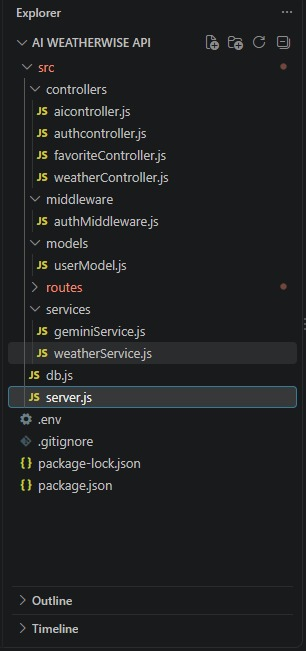 Explorer
AI WEATHERWISE API
src
controllers
JS aicontroller.js
JS authcontroller.js
JS favoriteController.js
JS weatherController.js
middleware
JS authMiddleware.js
models
JS userModel.js
routes
services
JS geminiService.js
JS weatherService.js
JS db.js
JS server.js
.env
.gitignore
{} package-lock.json
{} package.json
Outline
Timeline